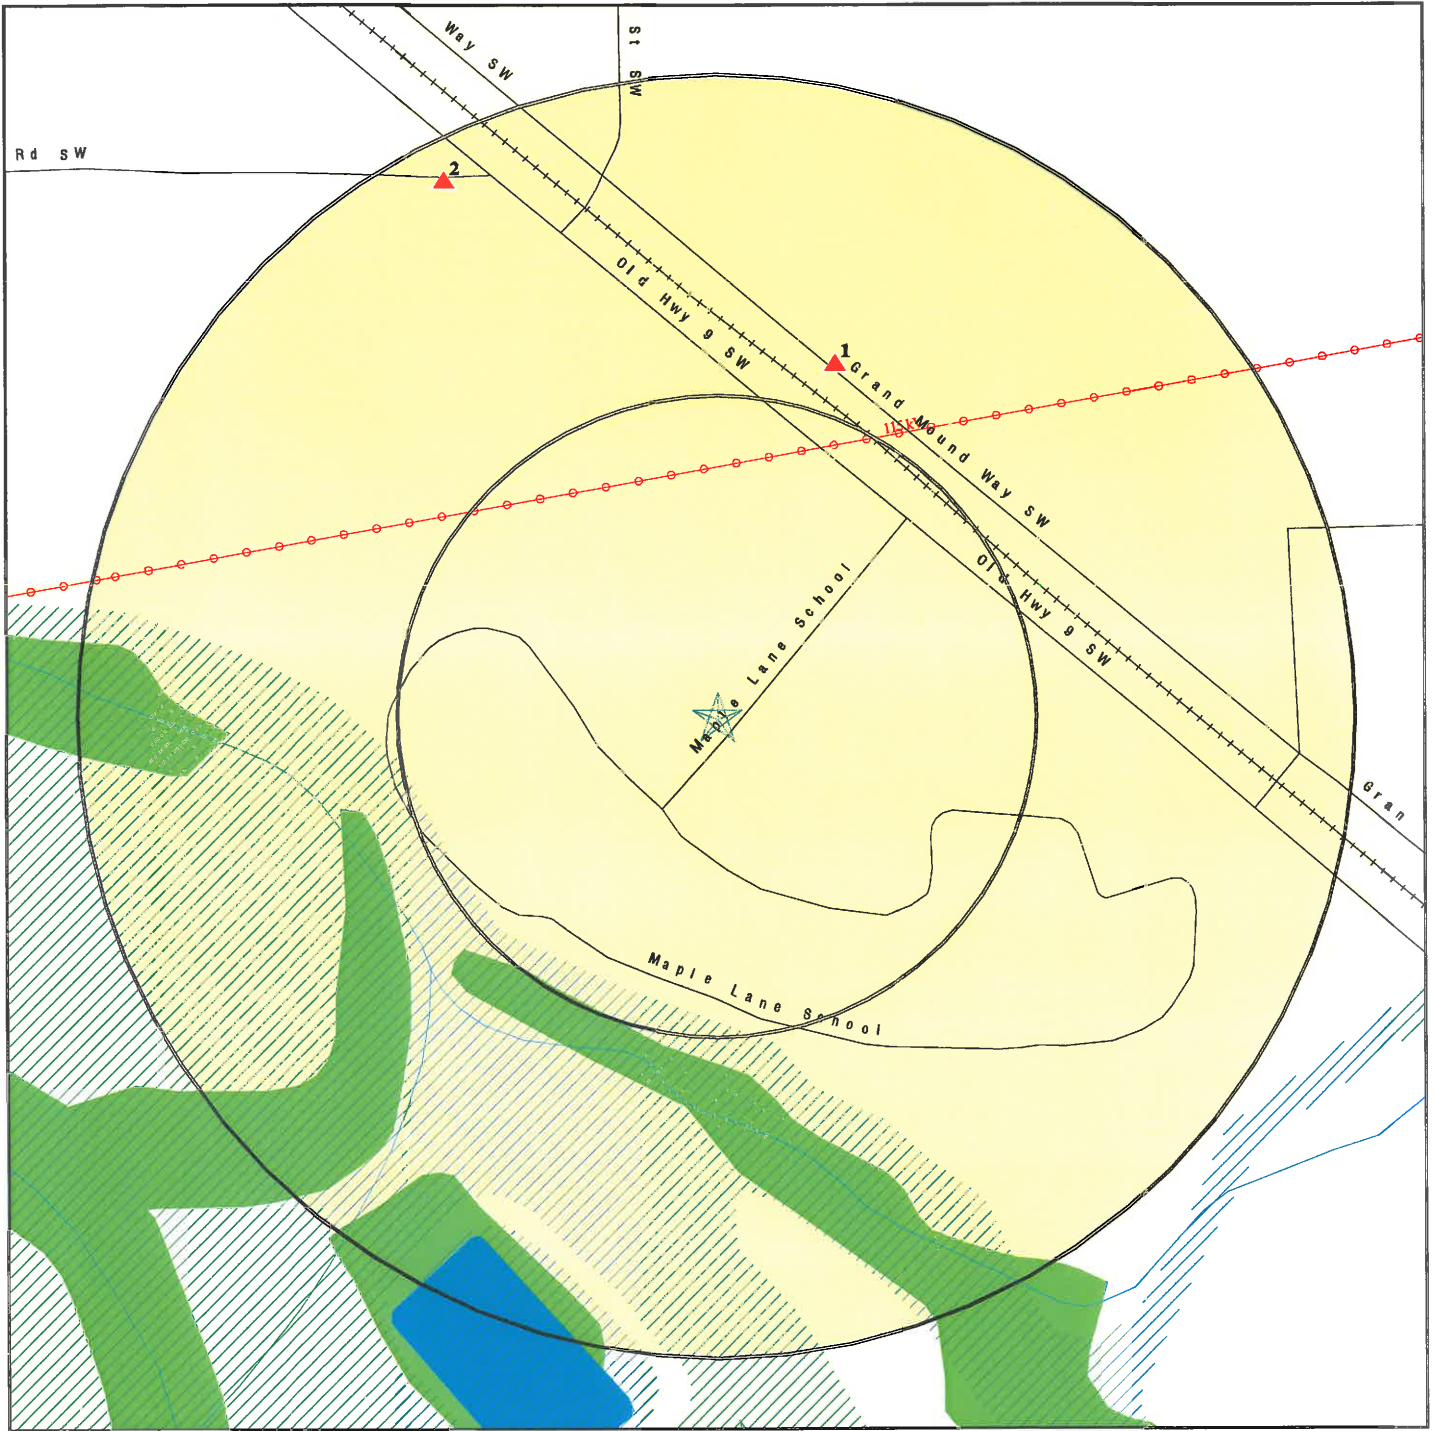 Way SW
St SW
Rd SW
2
Old Hwy 9 SW
1
Grand Mound Way SW
115kV
Old Hwy 9 SW
Maple Lane School
Gran
Maple Lane School